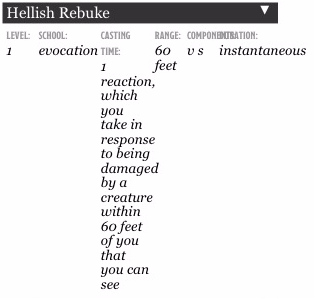 Hellish Rebuke ▼
LEVEL: SCHOOL: CASTING RANGE: COMPONENTS: DURATION:
1 evocation TIME: 60 v s instantaneous
1 feet
reaction,
which
you
take in
response
to being
damaged
by a
creature
within
60 feet
of you
that
you can
see